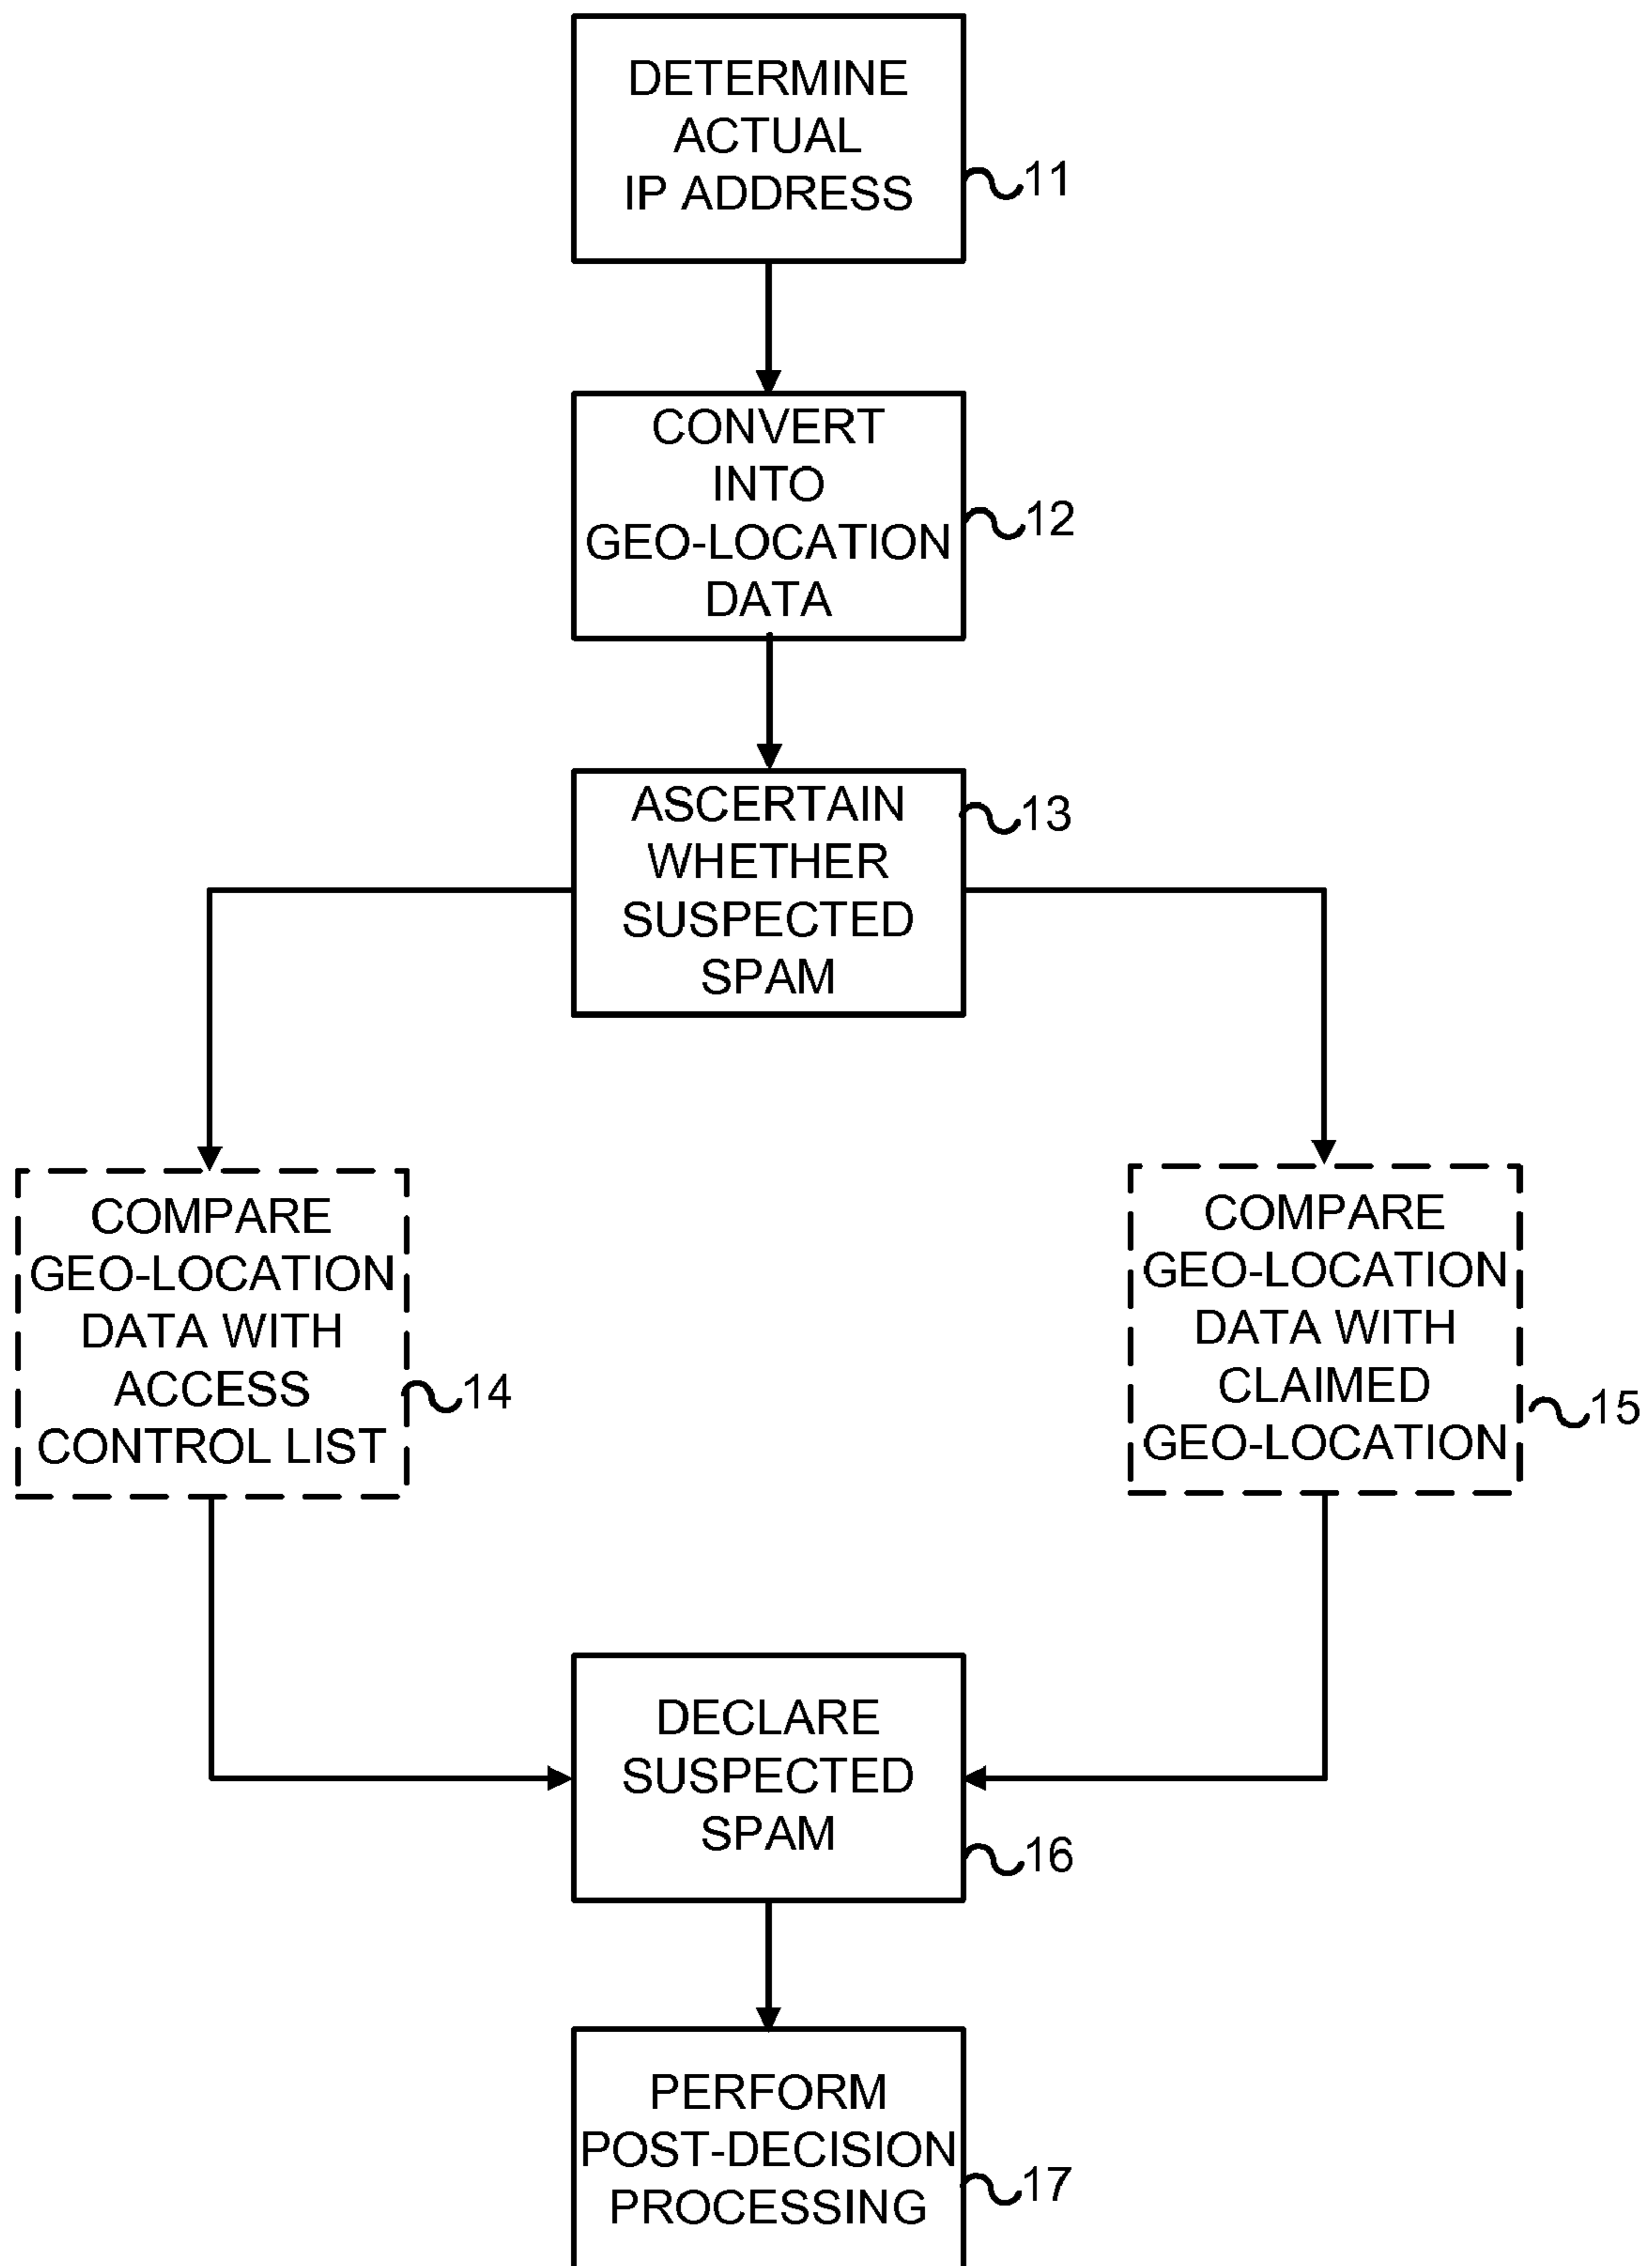 DETERMINE
ACTUAL
IP ADDRESS
11
CONVERT
INTO
GEO-LOCATION
DATA
12
ASCERTAIN
WHETHER
SUSPECTED
SPAM
13
COMPARE
GEO-LOCATION
DATA WITH
ACCESS
CONTROL LIST
14
COMPARE
GEO-LOCATION
DATA WITH
CLAIMED
GEO-LOCATION
15
DECLARE
SUSPECTED
SPAM
16
PERFORM
POST-DECISION
PROCESSING
17